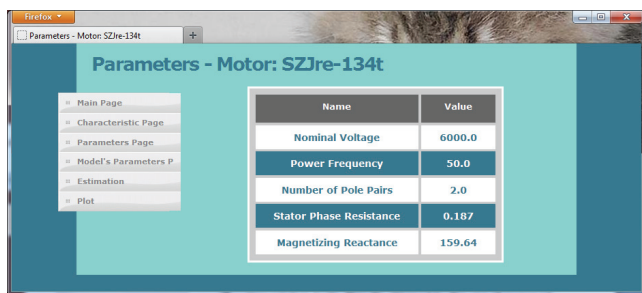 Firefox
Parameters - Motor: SZJre-134t
Parameters - Motor: SZJre-134t
Main Page
Characteristic Page
Parameters Page
Model's Parameters P
Estimation
Plot
Name Value
Nominal Voltage 6000.0
Power Frequency 50.0
Number of Pole Pairs 2.0
Stator Phase Resistance 0.187
Magnetizing Reactance 159.64